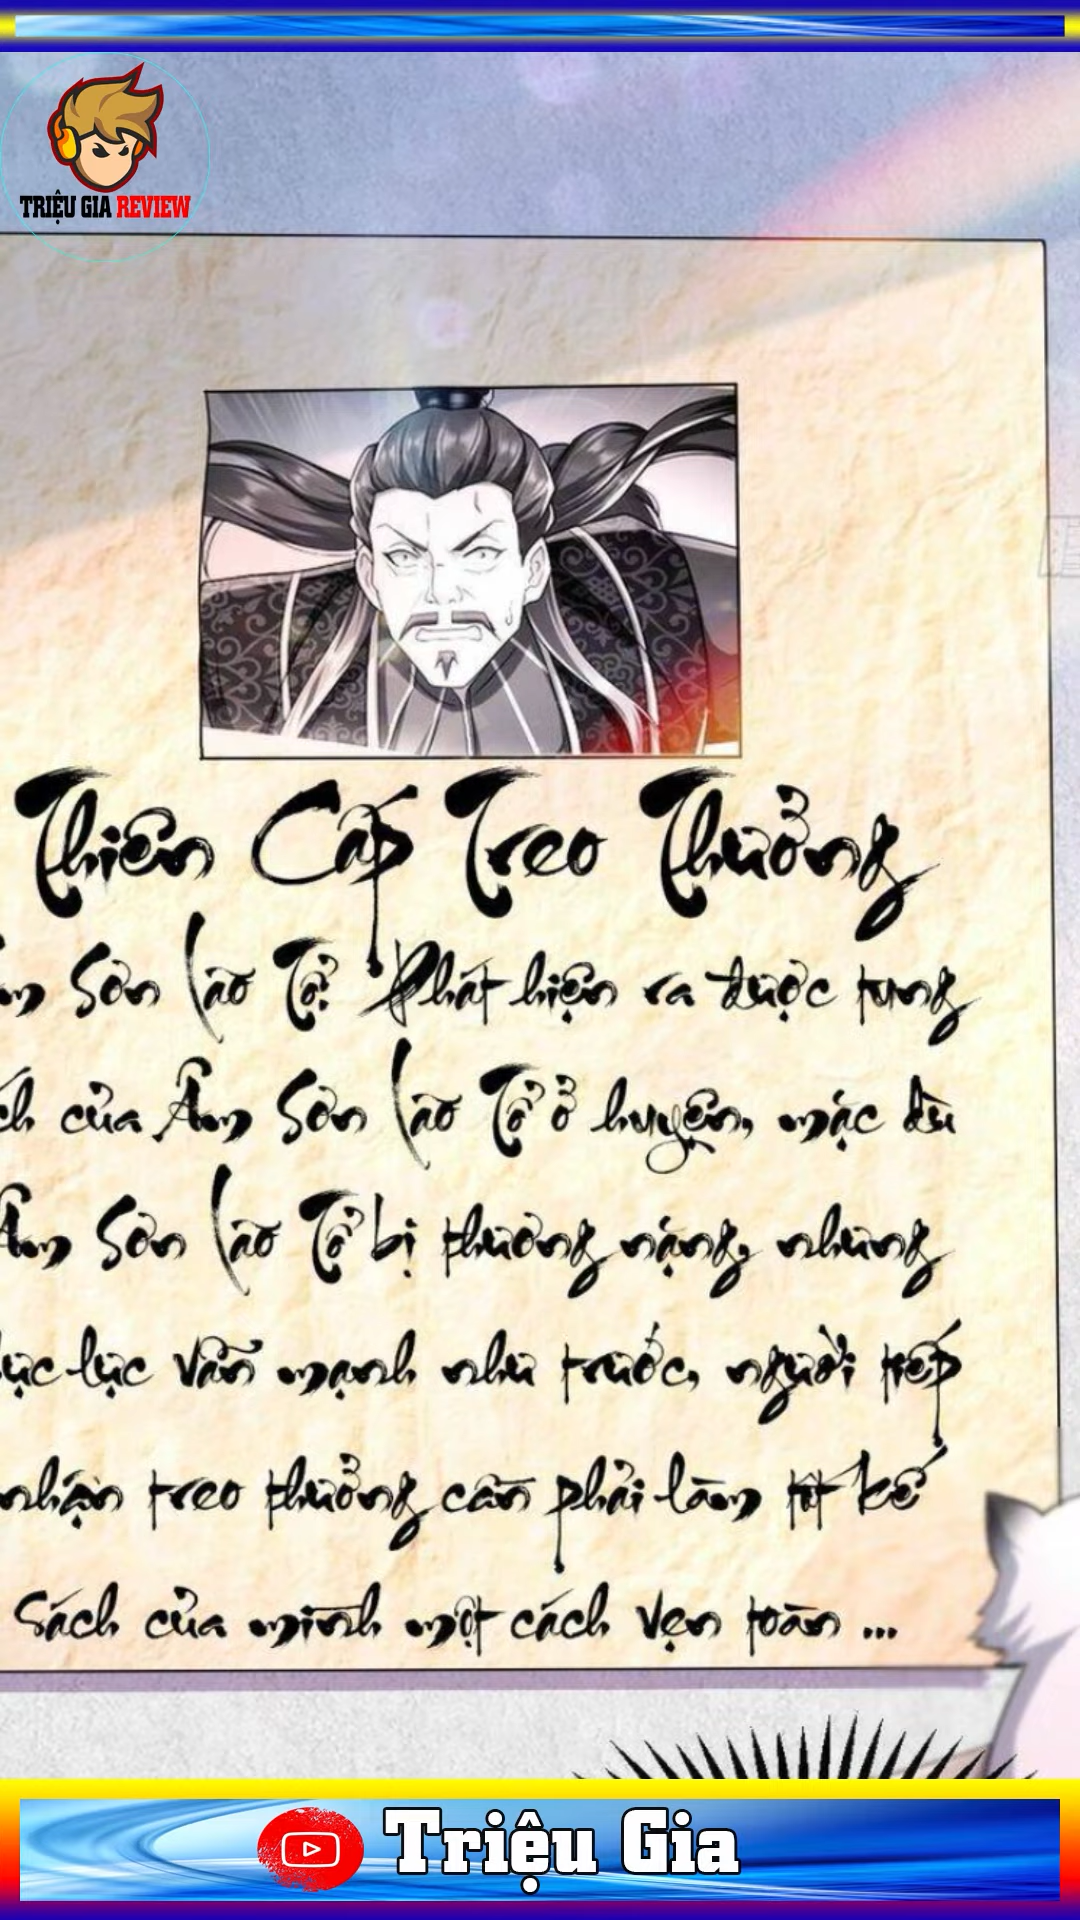 TRIỆU GIA REVIEW
Thiên Cấp Treo Thưởng
Sơn Lão Tổ: Phát hiện ra được tung
của Âm Sơn Lão Tổ ở huyện, mặc dù
Âm Sơn Lão Tổ bị thương nặng, nhưng
lực vẫn mạnh như trước, người tiếp
nhận treo thưởng cần phải làm tốt kế
sách của mình một cách vẹn toàn ...
Triệu Gia